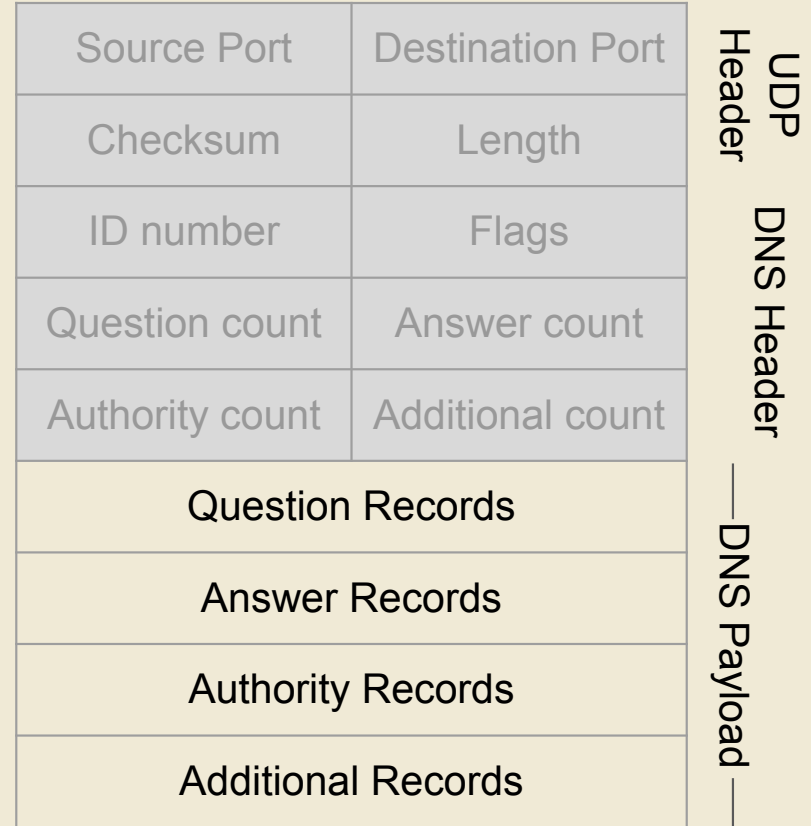 Source Port
Destination Port
Checksum
Length
ID number
Flags
Question count
Answer count
Authority count
Additional count
Question Records
Answer Records
Authority Records
Additional Records
UDP
Header
DNS Header
DNS Payload